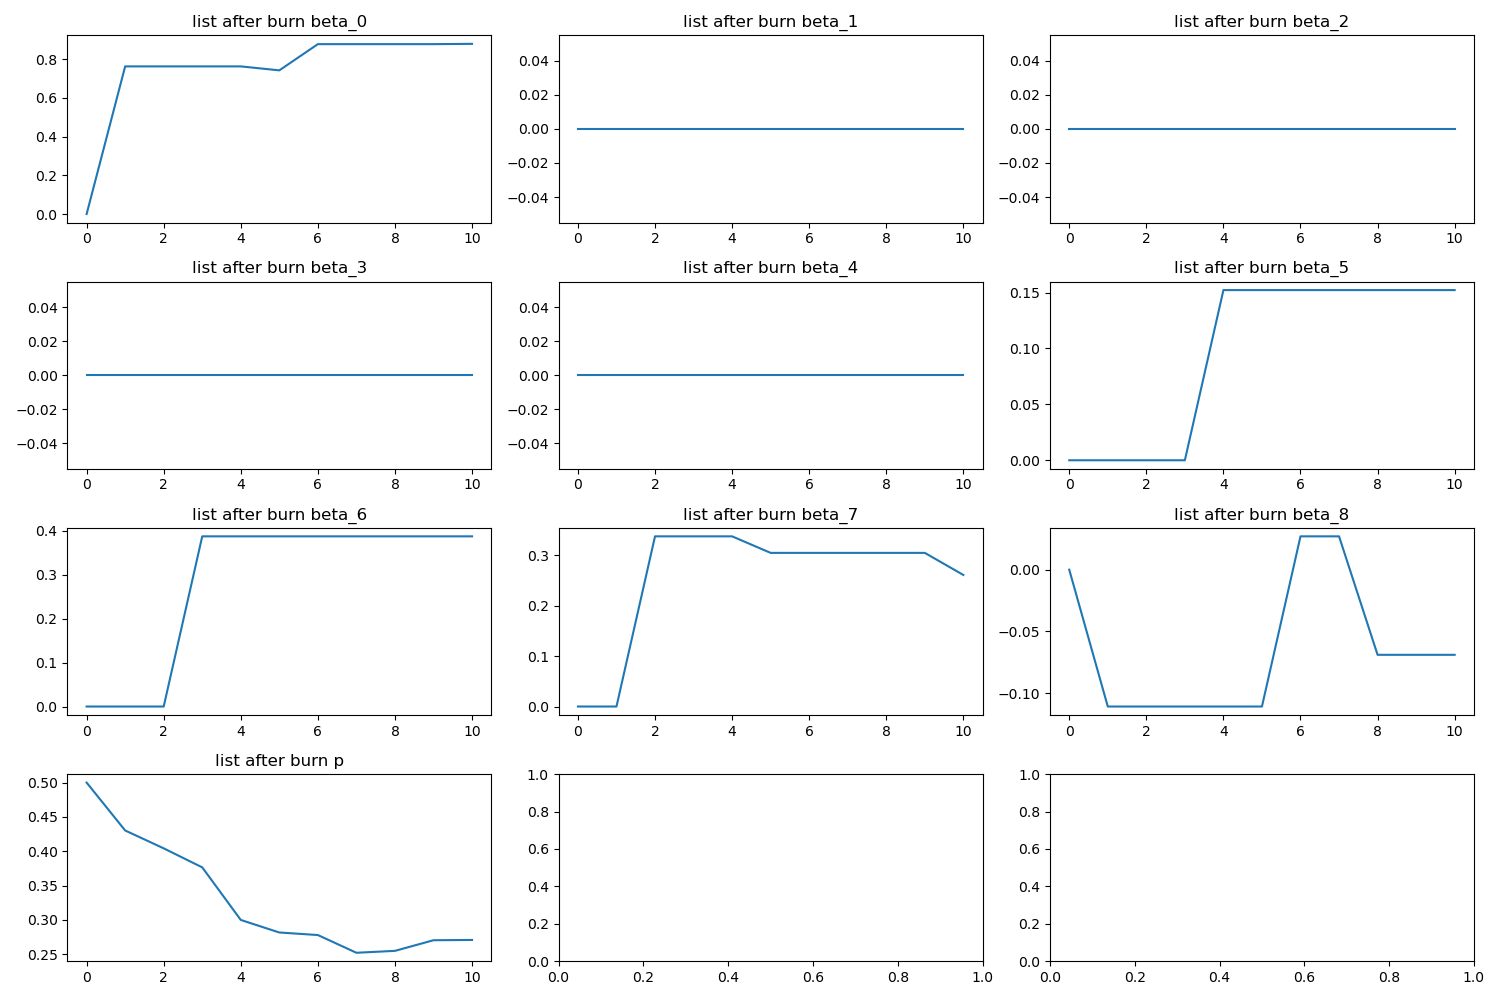 list after burn beta_0
list after burn beta_1
list after burn beta_2
0.8
0.6
0.4
0.2
0.0
0 2 4 6 8 10
0.04
0.02
0.00
−0.02
−0.04
0 2 4 6 8 10
0.04
0.02
0.00
−0.02
−0.04
0 2 4 6 8 10
list after burn beta_3
list after burn beta_4
list after burn beta_5
0.04
0.02
0.00
−0.02
−0.04
0 2 4 6 8 10
0.04
0.02
0.00
−0.02
−0.04
0 2 4 6 8 10
0.15
0.10
0.05
0.00
0 2 4 6 8 10
list after burn beta_6
list after burn beta_7
list after burn beta_8
0.4
0.3
0.2
0.1
0.0
0 2 4 6 8 10
0.3
0.2
0.1
0.0
0 2 4 6 8 10
0.00
−0.05
−0.10
0 2 4 6 8 10
list after burn p
0.50
0.45
0.40
0.35
0.30
0.25
0 2 4 6 8 10
1.0
0.8
0.6
0.4
0.2
0.0
0.0 0.2 0.4 0.6 0.8 1.0
1.0
0.8
0.6
0.4
0.2
0.0
0.0 0.2 0.4 0.6 0.8 1.0